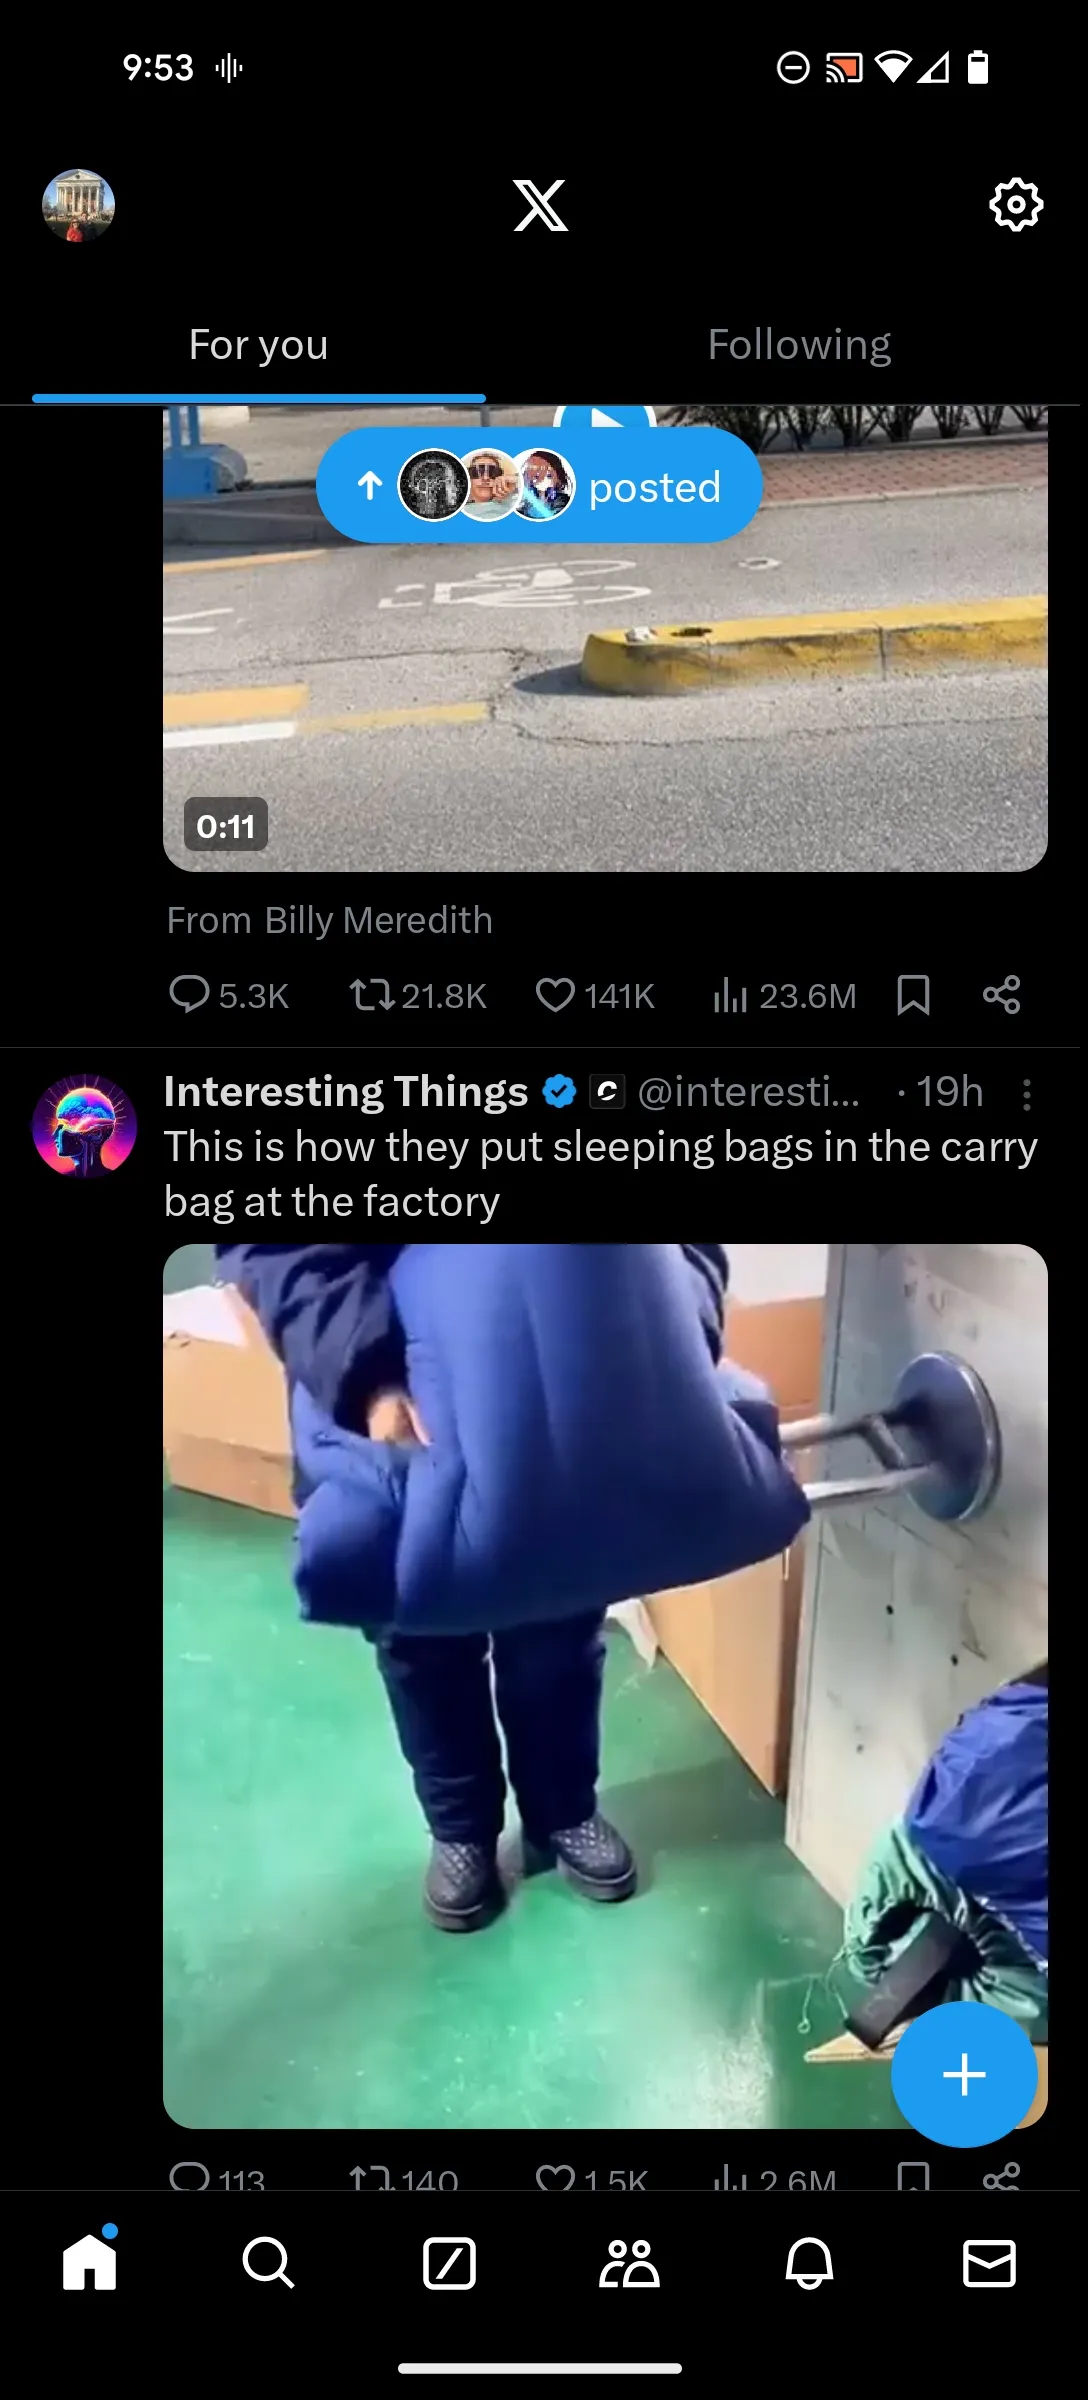 9:53
For you
Following
posted
0:11
From Billy Meredith
5.3K 21.8K 141K 23.6M
Interesting Things @interesti... · 19h
This is how they put sleeping bags in the carry
bag at the factory
113 140 1.5K 2.6M